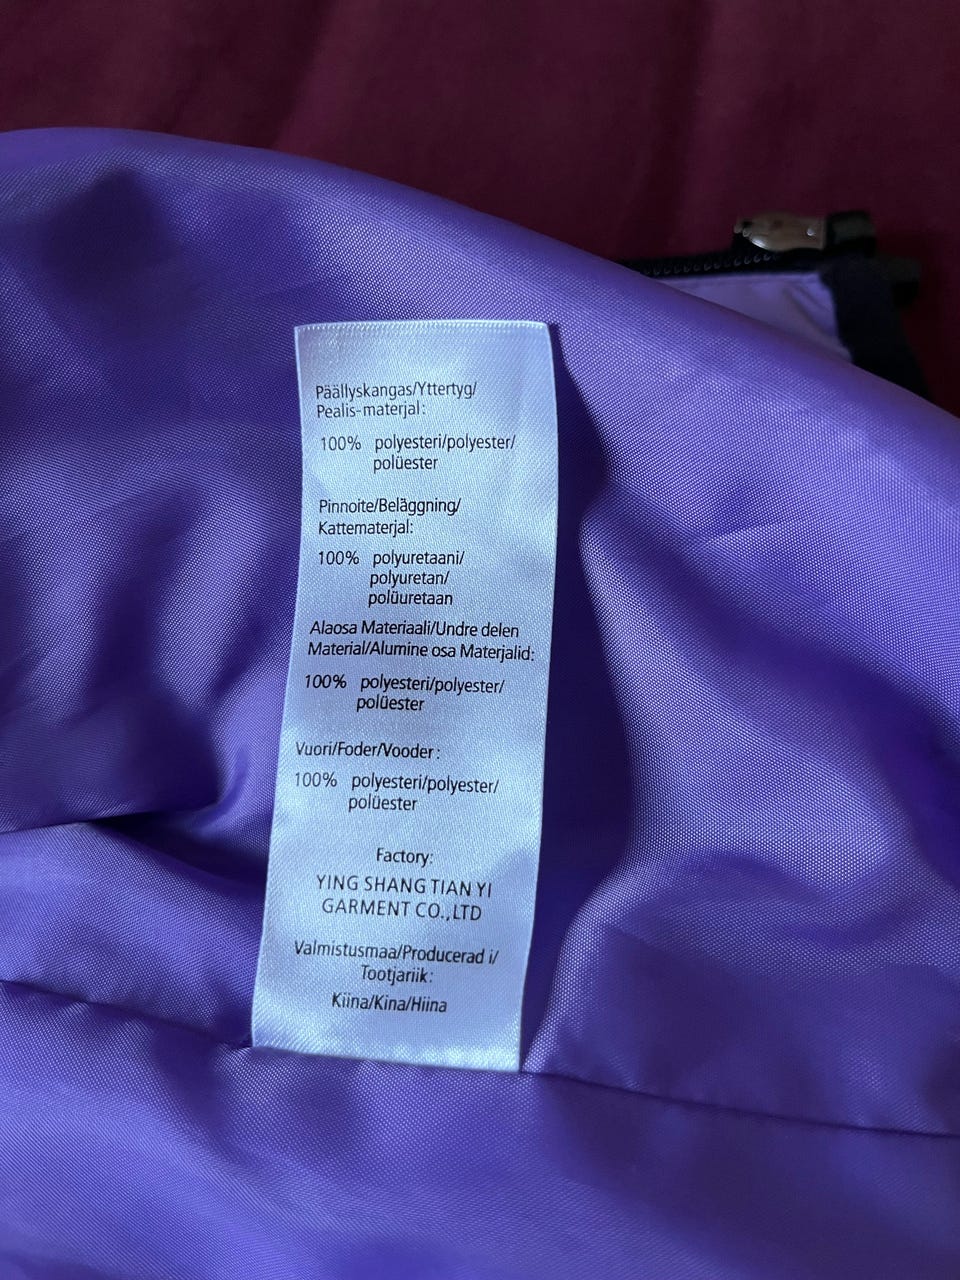 Päällyskangas/Yttertyg/
Pealis-materjal:
100% polyesteri/polyester/
polüester
Pinnoite/Beläggning/
Kattematerjal:
100% polyuretaani/
polyuretan/
polüuretaan
Alaosa Materiaali/Undre delen
Material/Alumine osa Materjalid:
100% polyesteri/polyester/
polüester
Vuori/Foder/Vooder:
100% polyesteri/polyester/
polüester
Factory:
YING SHANG TIAN YI
GARMENT CO.,LTD
Valmistusmaa/Producerad i/
Tootjariik:
Kiina/Kina/Hiina